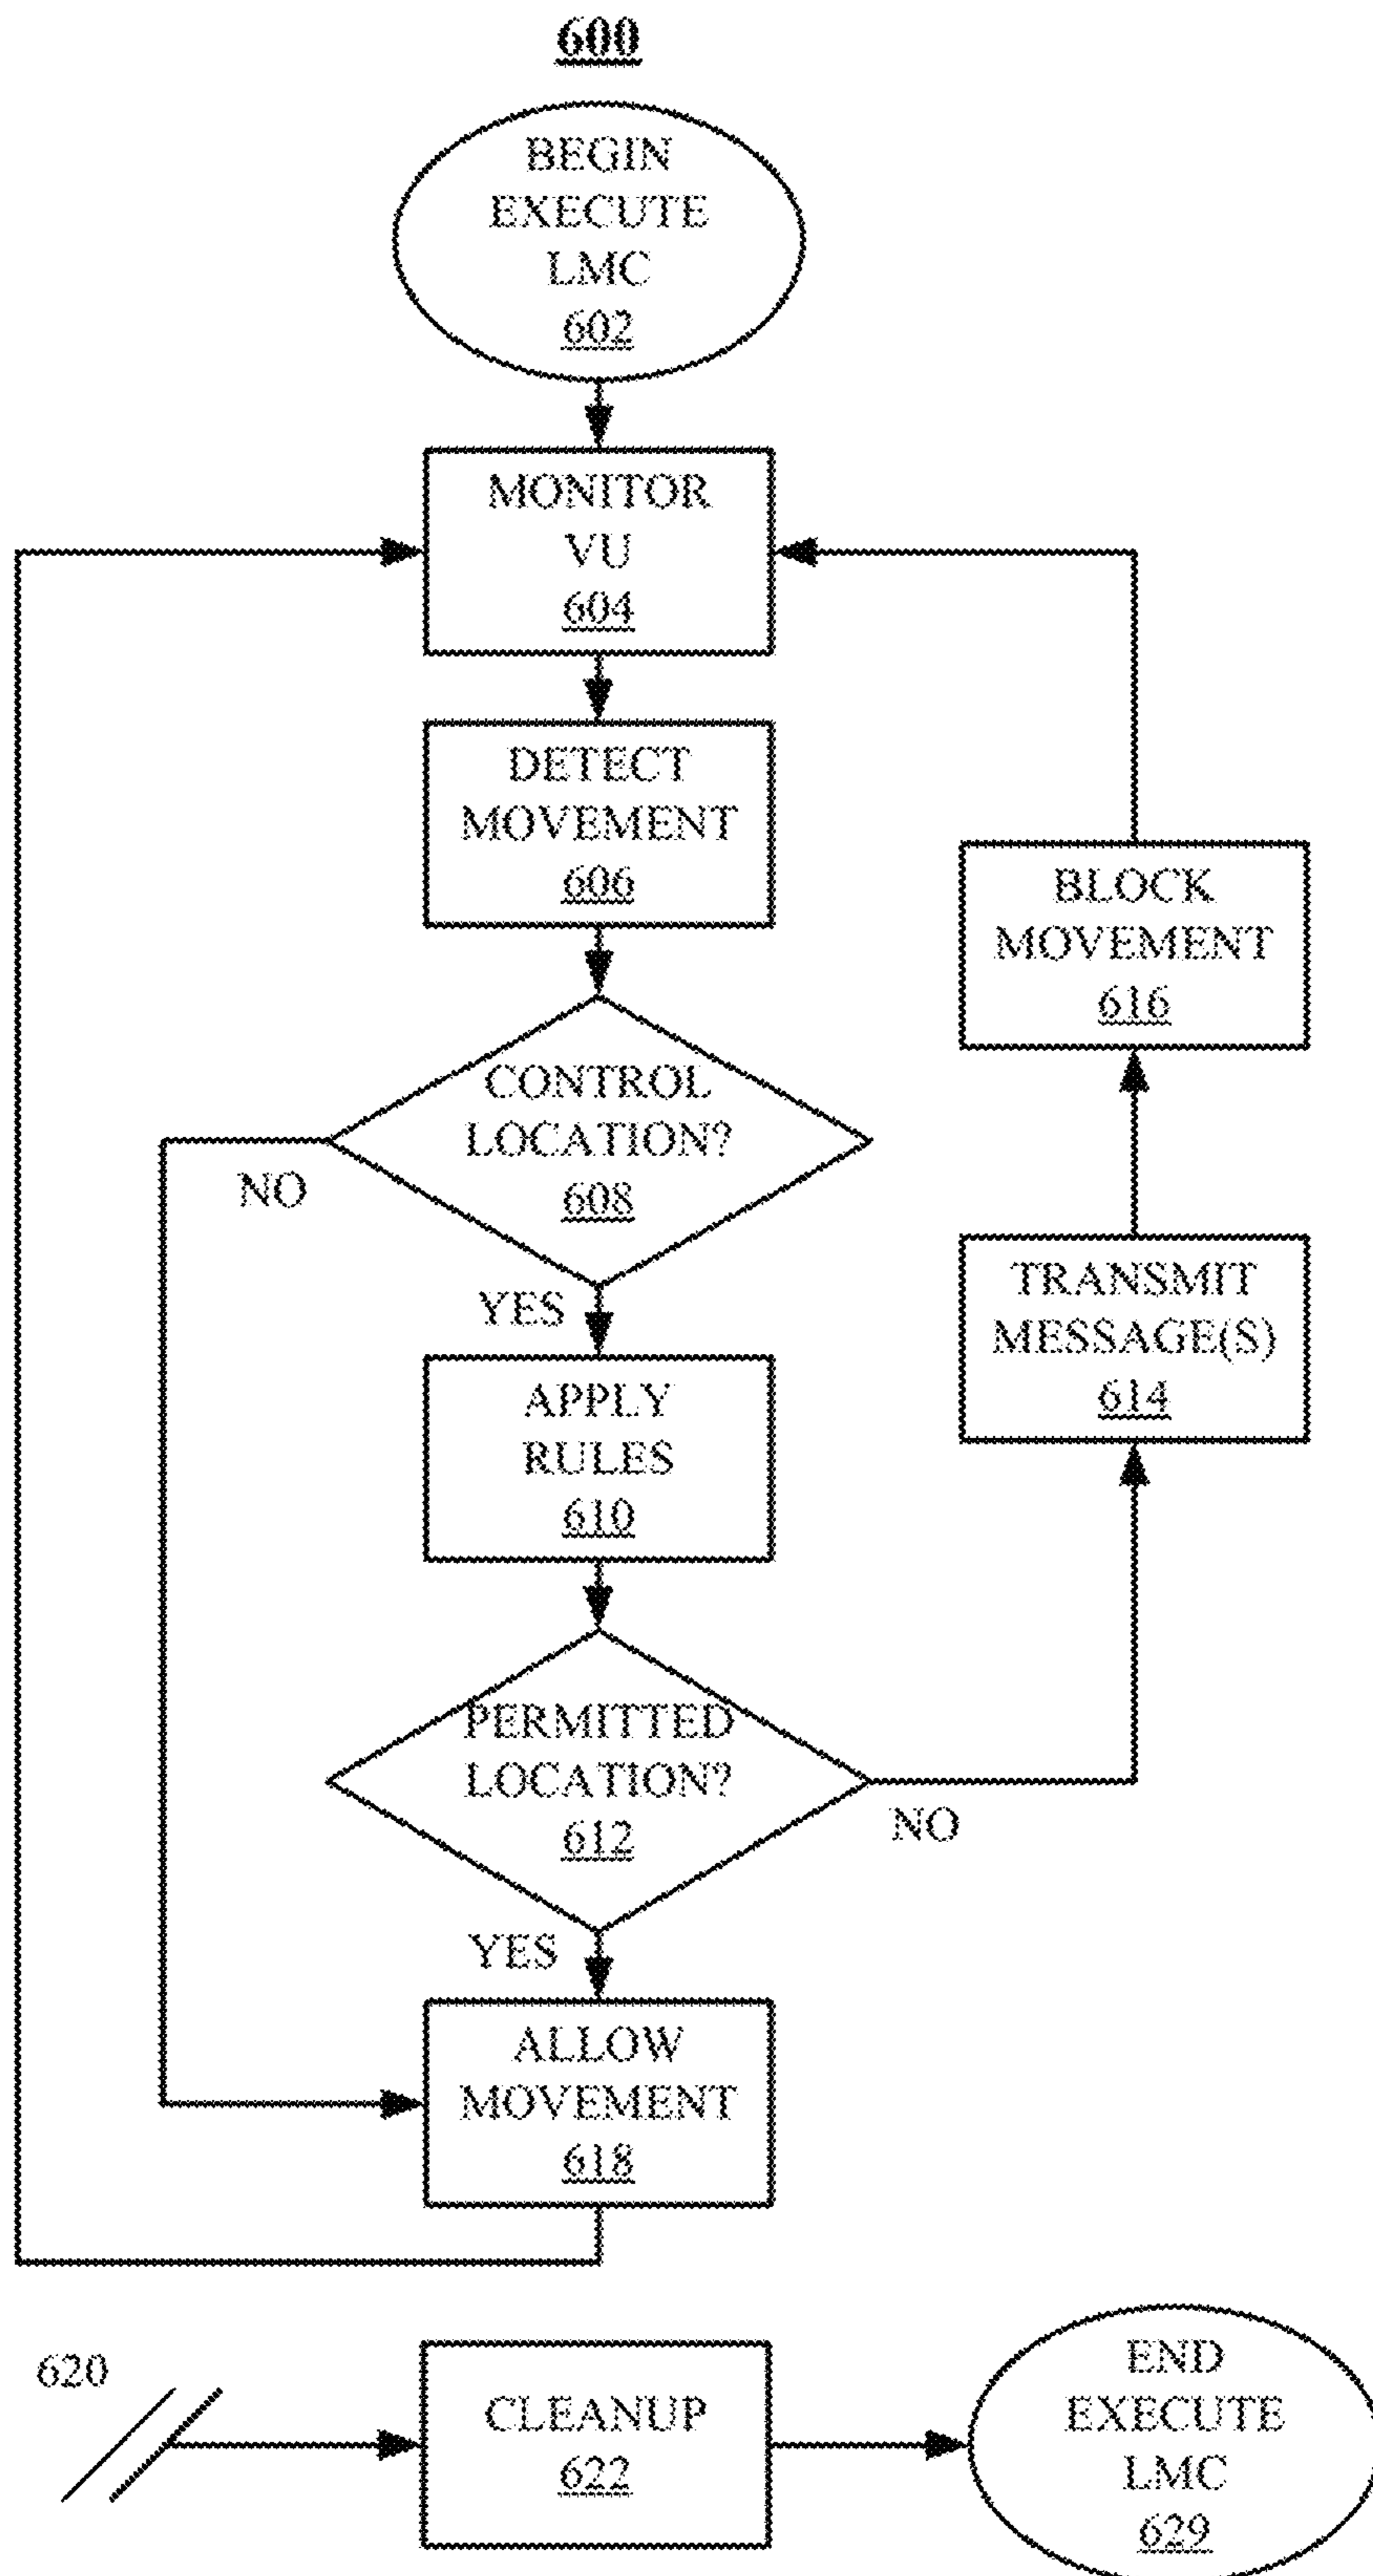 600
BEGIN
EXECUTE
LMC
602
MONITOR
VU
604
DETECT
MOVEMENT
606
BLOCK
MOVEMENT
616
CONTROL
LOCATION?
608
NO
YES
TRANSMIT
MESSAGE(S)
614
APPLY
RULES
610
PERMITTED
LOCATION?
612
NO
YES
ALLOW
MOVEMENT
618
620
CLEANUP
622
END
EXECUTE
LMC
629